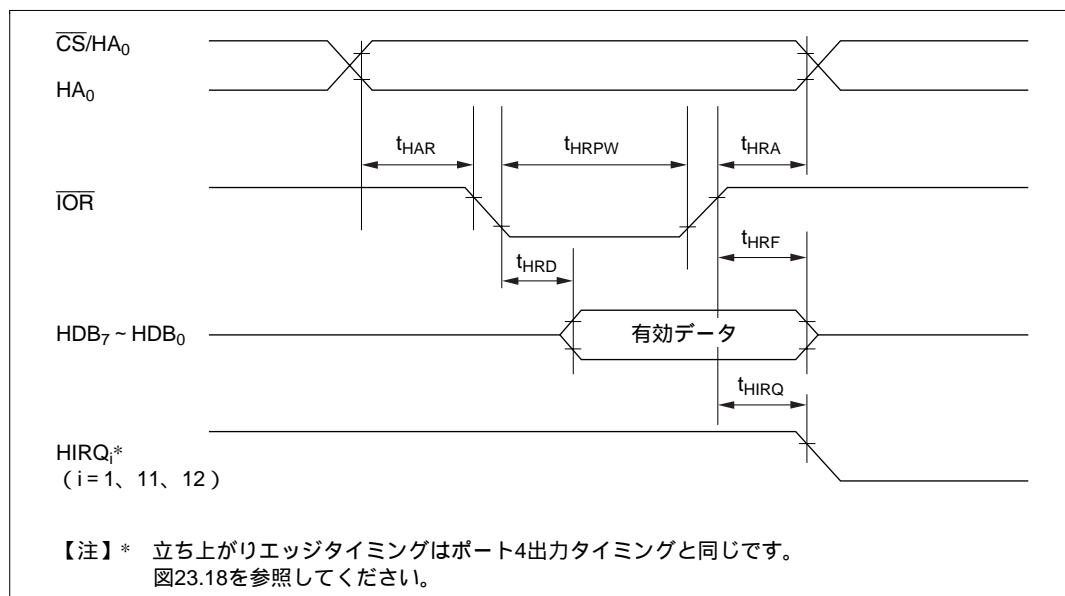 C̅S̅/HA₀
HA₀
tHAR
tHRPW
tHRA
I̅O̅R̅
tHRF
tHRD
HDB₇ ~ HDB₀
有効データ
tHIRQ
HIRQᵢ*
（i = 1、11、12）
【注】* 立ち上がりエッジタイミングはポート4出力タイミングと同じです。
図23.18を参照してください。